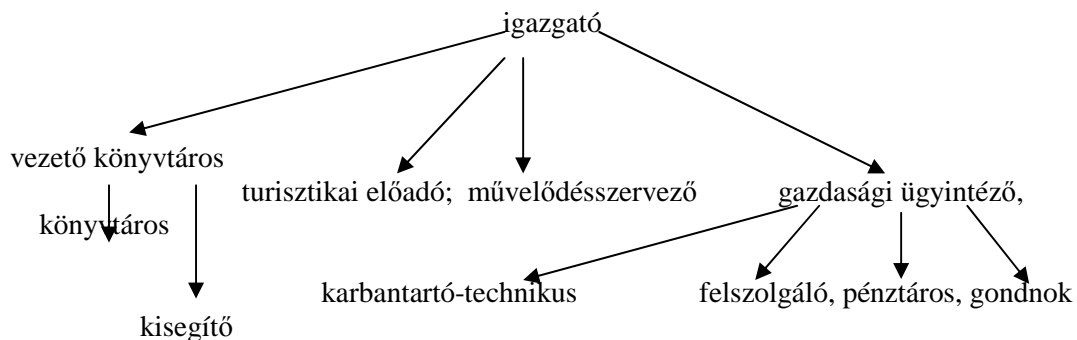 igazgató
vezető könyvtáros
turisztikai előadó; művelődésszervező
gazdasági ügyintéző,
könyvtáros
karbantartó-technikus
felszolgáló, pénztáros, gondnok
kisegítő